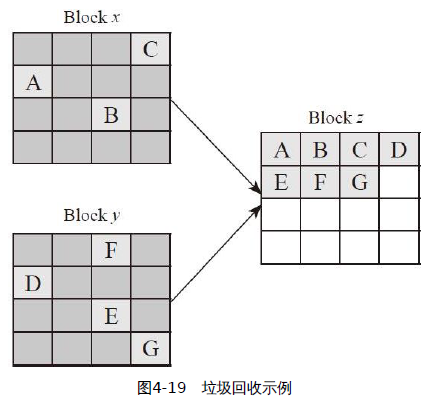 Block x
C
A
B
Block z
A B C D
E F G
Block y
F
D
E
G
图4-19 垃圾回收示例